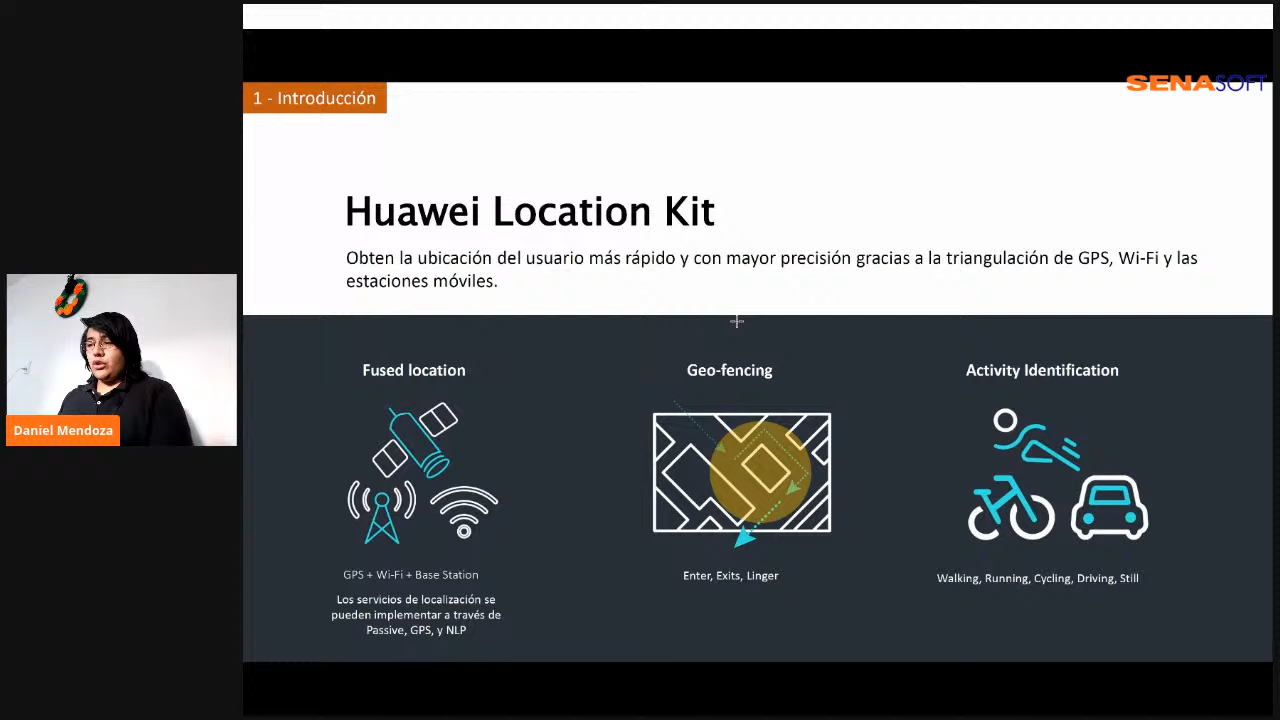 1 - Introducción
SENASOFT
Huawei Location Kit
Obten la ubicación del usuario más rápido y con mayor precisión gracias a la triangulación de GPS, Wi-Fi y las
estaciones móviles.
Fused location
Geo-fencing
Activity Identification
GPS + Wi-Fi + Base Station
Enter, Exits, Linger
Walking, Running, Cycling, Driving, Still
Los servicios de localización se
pueden implementar a través de
Passive, GPS, y NLP
Daniel Mendoza